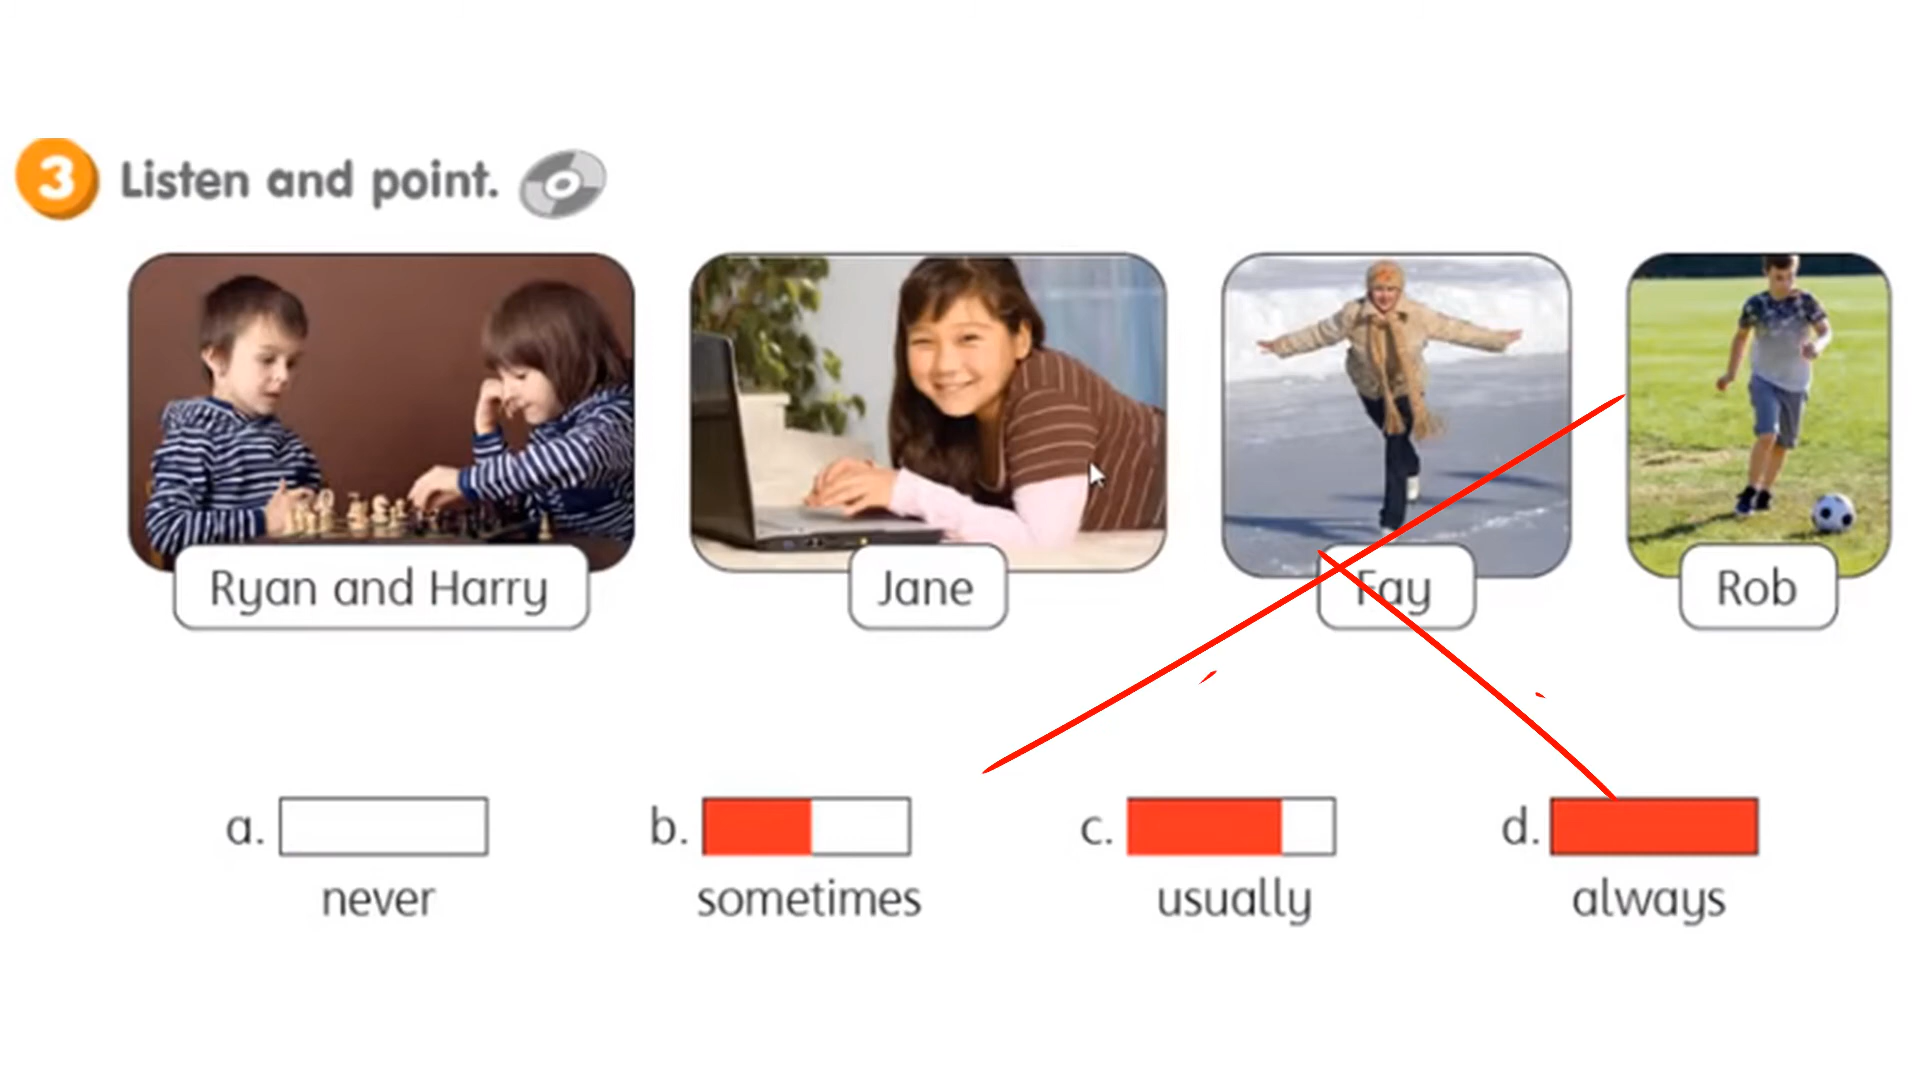 3 Listen and point.
Ryan and Harry
Jane
Fay
Rob
a.
never
b.
sometimes
c.
usually
d.
always